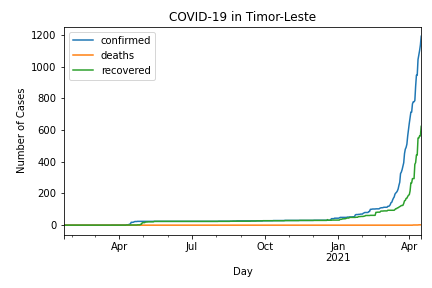 COVID-19 in Timor-Leste
confirmed
deaths
recovered
Number of Cases
1200
1000
800
600
400
200
0
Apr
Jul
Oct
Jan
2021
Apr
Day